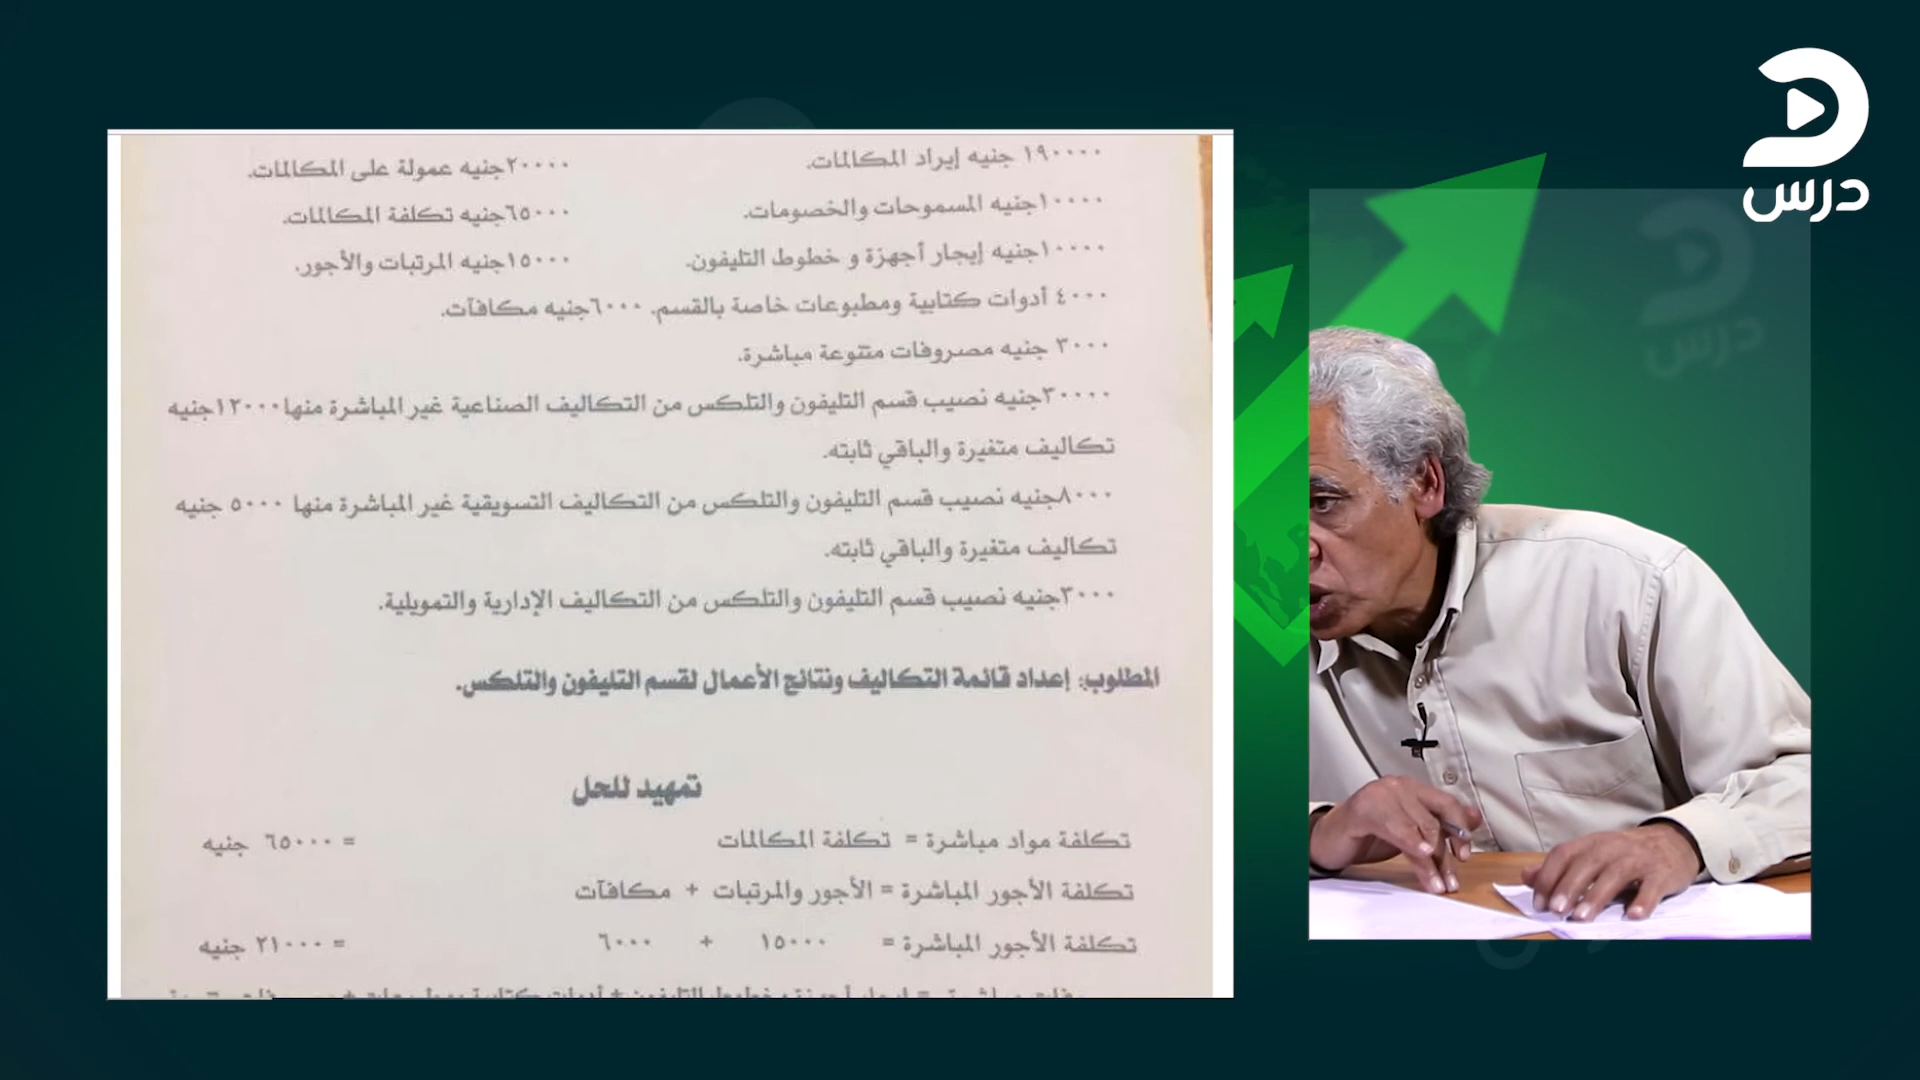 درس
١٩٠٠٠٠ جنيه إيراد المكالمات. ٢٠٠٠٠جنيه عمولة على المكالمات.
١٠٠٠٠جنيه المسموحات والخصومات. ٦٥٠٠٠جنيه تكلفة المكالمات.
١٠٠٠٠جنيه إيجار أجهزة و خطوط التليفون. ١٥٠٠٠جنيه المرتبات والأجور.
٤٠٠٠ أدوات كتابية ومطبوعات خاصة بالقسم. ٦٠٠٠جنيه مكافآت.
٣٠٠٠ جنيه مصروفات متنوعة مباشرة.
٣٠٠٠٠جنيه نصيب قسم التليفون والتلكس من التكاليف الصناعية غير المباشرة منها ١٢٠٠٠جنيه
تكاليف متغيرة والباقي ثابته.
٨٠٠٠جنيه نصيب قسم التليفون والتلكس من التكاليف التسويقية غير المباشرة منها ٥٠٠٠ جنيه
تكاليف متغيرة والباقي ثابته.
٣٠٠٠جنيه نصيب قسم التليفون والتلكس من التكاليف الإدارية والتمويلية.
المطلوب: إعداد قائمة التكاليف ونتائج الأعمال لقسم التليفون والتلكس.
تمهيد للحل
تكلفة مواد مباشرة = تكلفة المكالمات = ٦٥٠٠٠ جنيه
تكلفة الأجور المباشرة = الأجور والمرتبات + مكافآت
تكلفة الأجور المباشرة = ١٥٠٠٠ + ٦٠٠٠ = ٢١٠٠٠ جنيه
درس